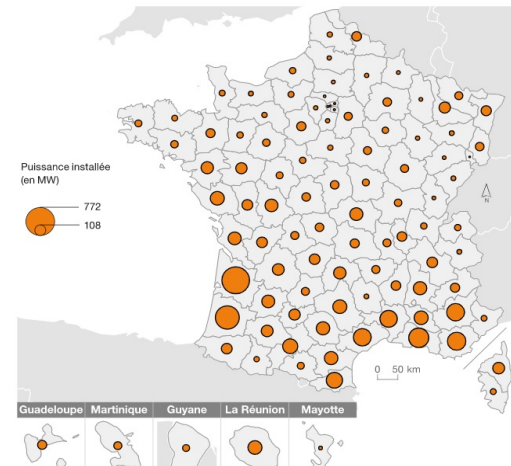 Puissance installée
(en MW)
772
108
N
0 50 km
Guadeloupe Martinique Guyane La Réunion Mayotte